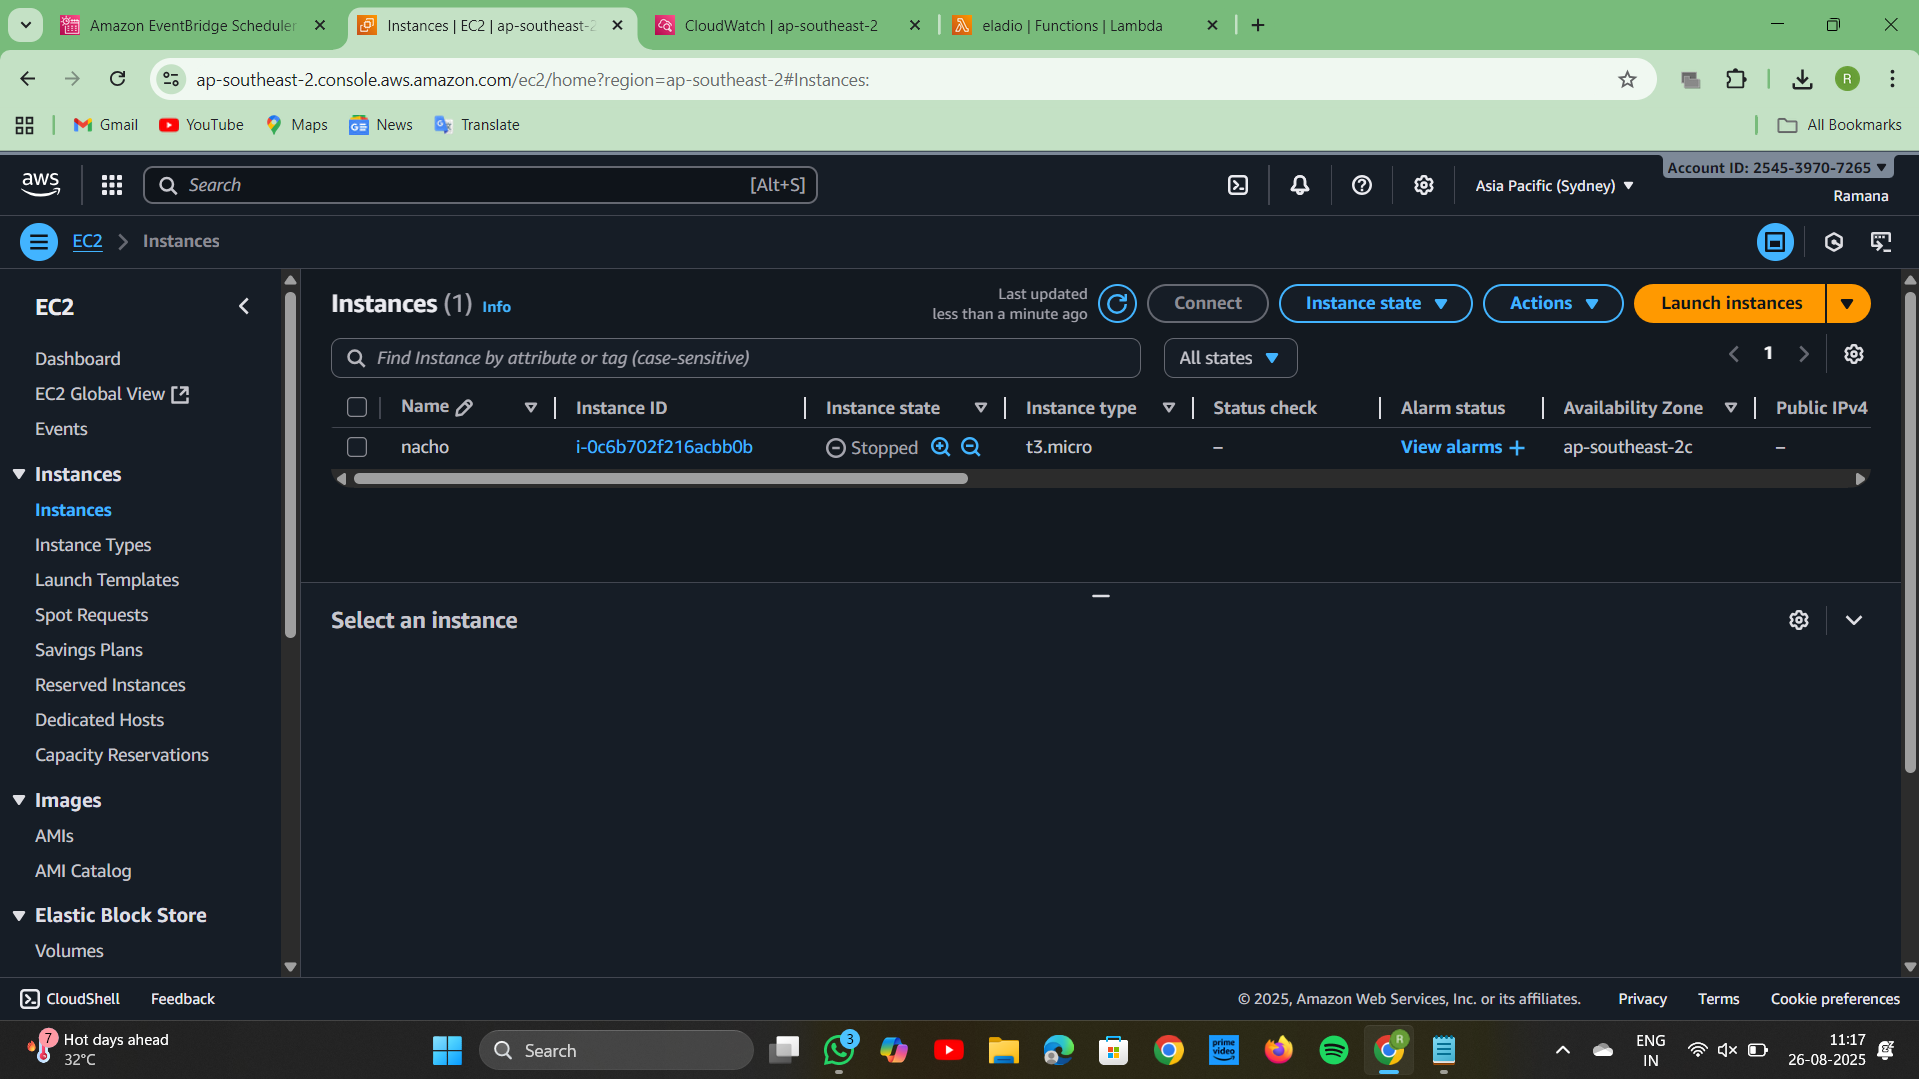 Amazon EventBridge Scheduler
Instances | EC2 | ap-southeast-2
CloudWatch | ap-southeast-2
eladio | Functions | Lambda
ap-southeast-2.console.aws.amazon.com/ec2/home?region=ap-southeast-2#Instances:
R
Gmail
YouTube
Maps
News
Translate
All Bookmarks
aws
Search
[Alt+S]
Asia Pacific (Sydney)
Account ID: 2545-3970-7265
Ramana
EC2
Instances
EC2
Dashboard
EC2 Global View
Events
Instances
Instances
Instance Types
Launch Templates
Spot Requests
Savings Plans
Reserved Instances
Dedicated Hosts
Capacity Reservations
Images
AMIs
AMI Catalog
Elastic Block Store
Volumes
Instances (1) Info
Last updated
less than a minute ago
Connect
Instance state
Actions
Launch instances
Find Instance by attribute or tag (case-sensitive)
All states
1
Name Instance ID Instance state Instance type Status check Alarm status Availability Zone Public IPv4
nacho i-0c6b702f216acbb0b Stopped t3.micro – View alarms + ap-southeast-2c –
Select an instance
CloudShell
Feedback
© 2025, Amazon Web Services, Inc. or its affiliates.
Privacy
Terms
Cookie preferences
7
Hot days ahead
32°C
Search
3
prime video
R
ENG
IN
11:17
26-08-2025